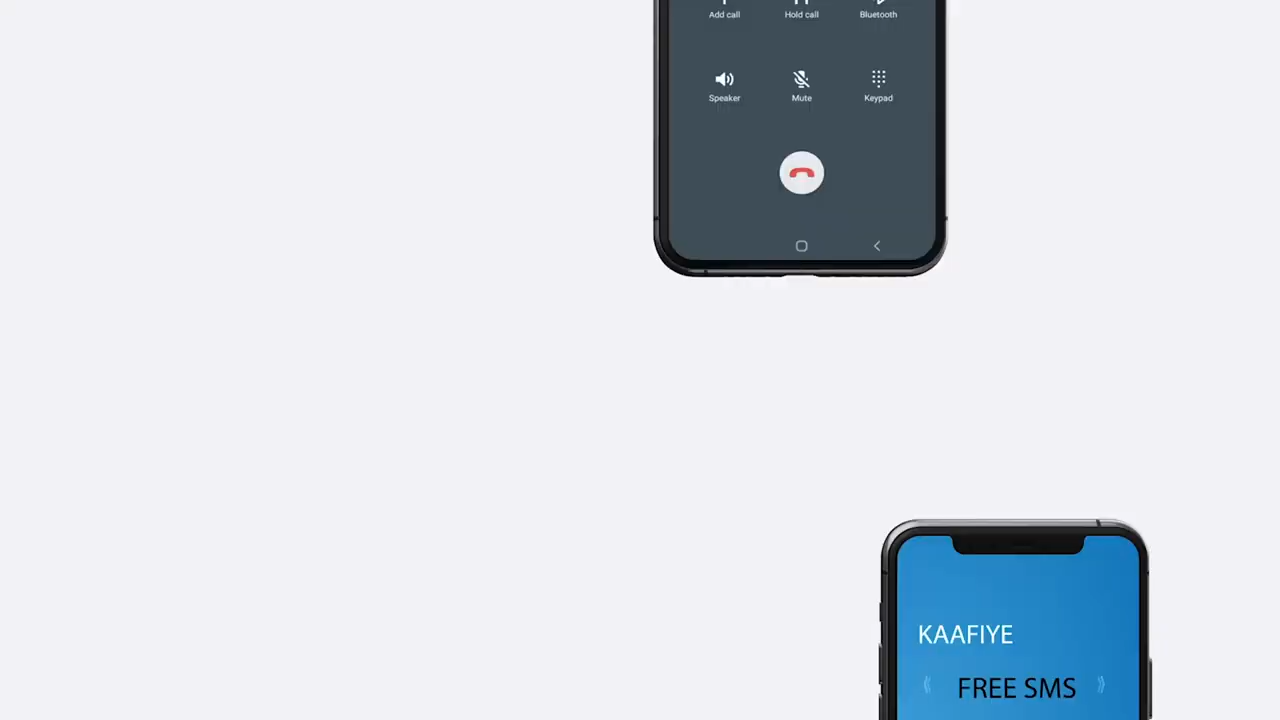 Add call Hold call Bluetooth
Speaker Mute Keypad
KAAFIYE
FREE SMS